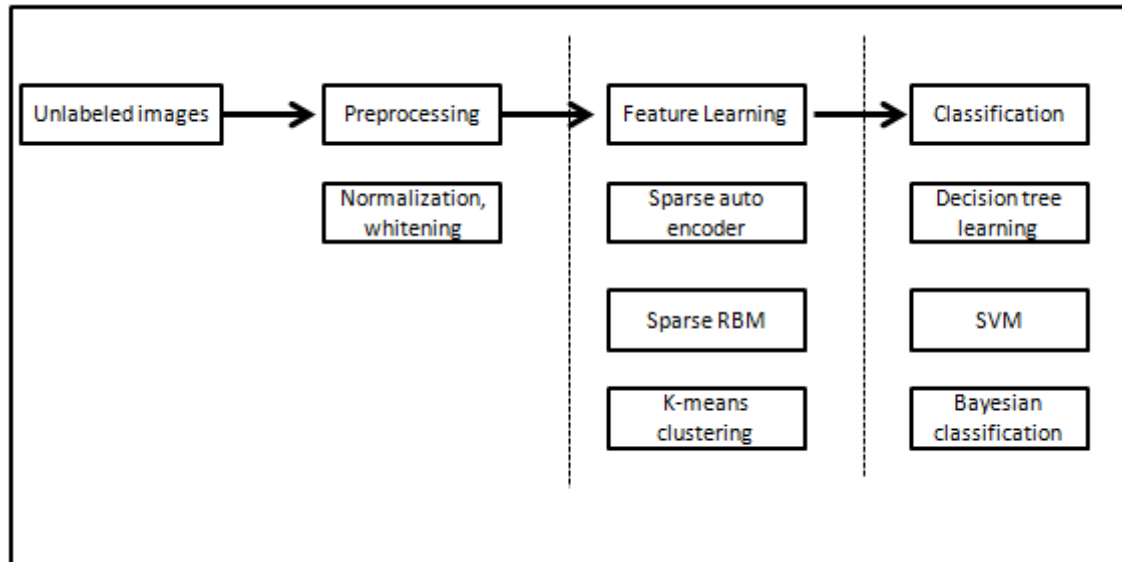 Unlabeled images
Preprocessing
Feature Learning
Classification
Normalization,
whitening
Sparse auto
encoder
Decision tree
learning
Sparse RBM
SVM
K-means
clustering
Bayesian
classification